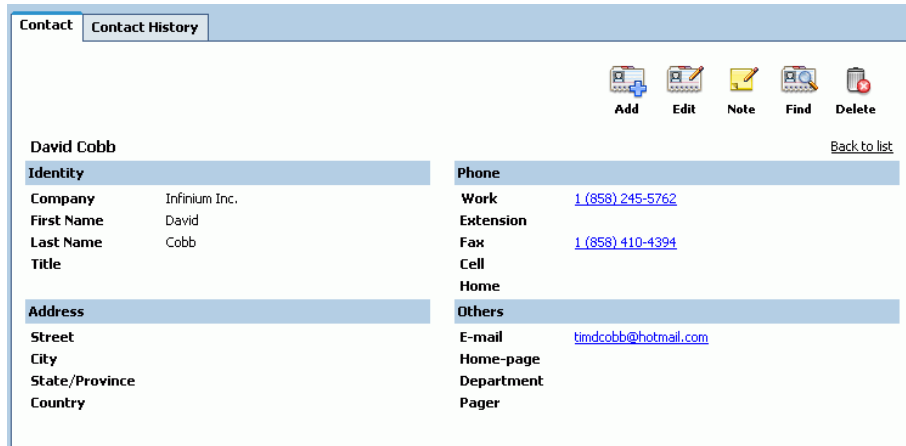 Contact Contact History
Add Edit Note Find Delete
David Cobb Back to list
Identity Phone
Company Infinium Inc. Work 1 (858) 245-5762
First Name David Extension
Last Name Cobb Fax 1 (858) 410-4394
Title Cell
Home
Address Others
Street E-mail timdcobb@hotmail.com
City Home-page
State/Province Department
Country Pager